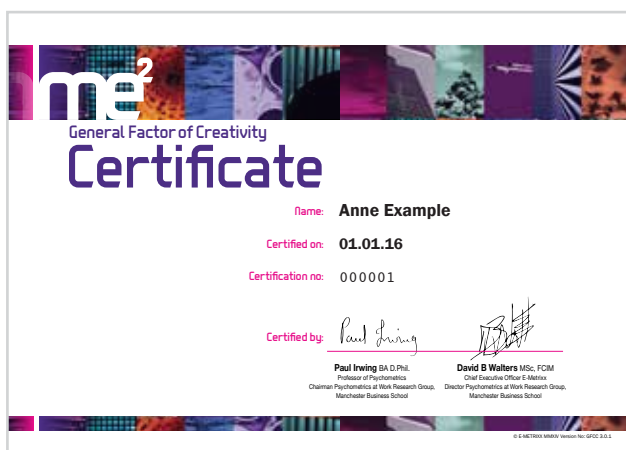 me²
General Factor of Creativity
Certificate
Name: Anne Example
Certified on: 01.01.16
Certification no: 000001
Certified by: Paul Irwing
Paul Irwing BA D.Phil.
Professor of Psychometrics
Chairman Psychometrics at Work Research Group,
Manchester Business School
David B Walters MSc, FCIM
Chief Executive Officer E-Metrixx
Director Psychometrics at Work Research Group,
Manchester Business School
© E-METRIXX MMXIV Version No: GFCC 3.0.1